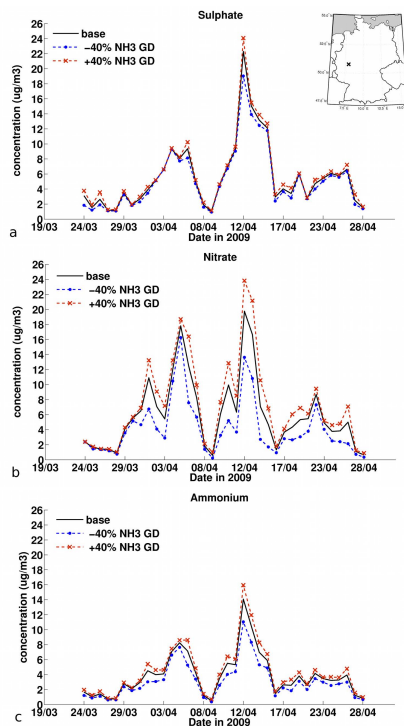 Sulphate
base
−40% NH3 GD
+40% NH3 GD
concentration (ug/m3)
26
24
22
20
18
16
14
12
10
8
6
4
2
0
19/03 24/03 29/03 03/04 08/04 12/04 17/04 23/04 28/04
Date in 2009
a
Nitrate
base
−40% NH3 GD
+40% NH3 GD
concentration (ug/m3)
26
24
22
20
18
16
14
12
10
8
6
4
2
0
19/03 24/03 29/03 03/04 08/04 12/04 17/04 23/04 28/04
Date in 2009
b
Ammonium
base
−40% NH3 GD
+40% NH3 GD
concentration (ug/m3)
26
24
22
20
18
16
14
12
10
8
6
4
2
0
19/03 24/03 29/03 03/04 08/04 12/04 17/04 23/04 28/04
Date in 2009
c